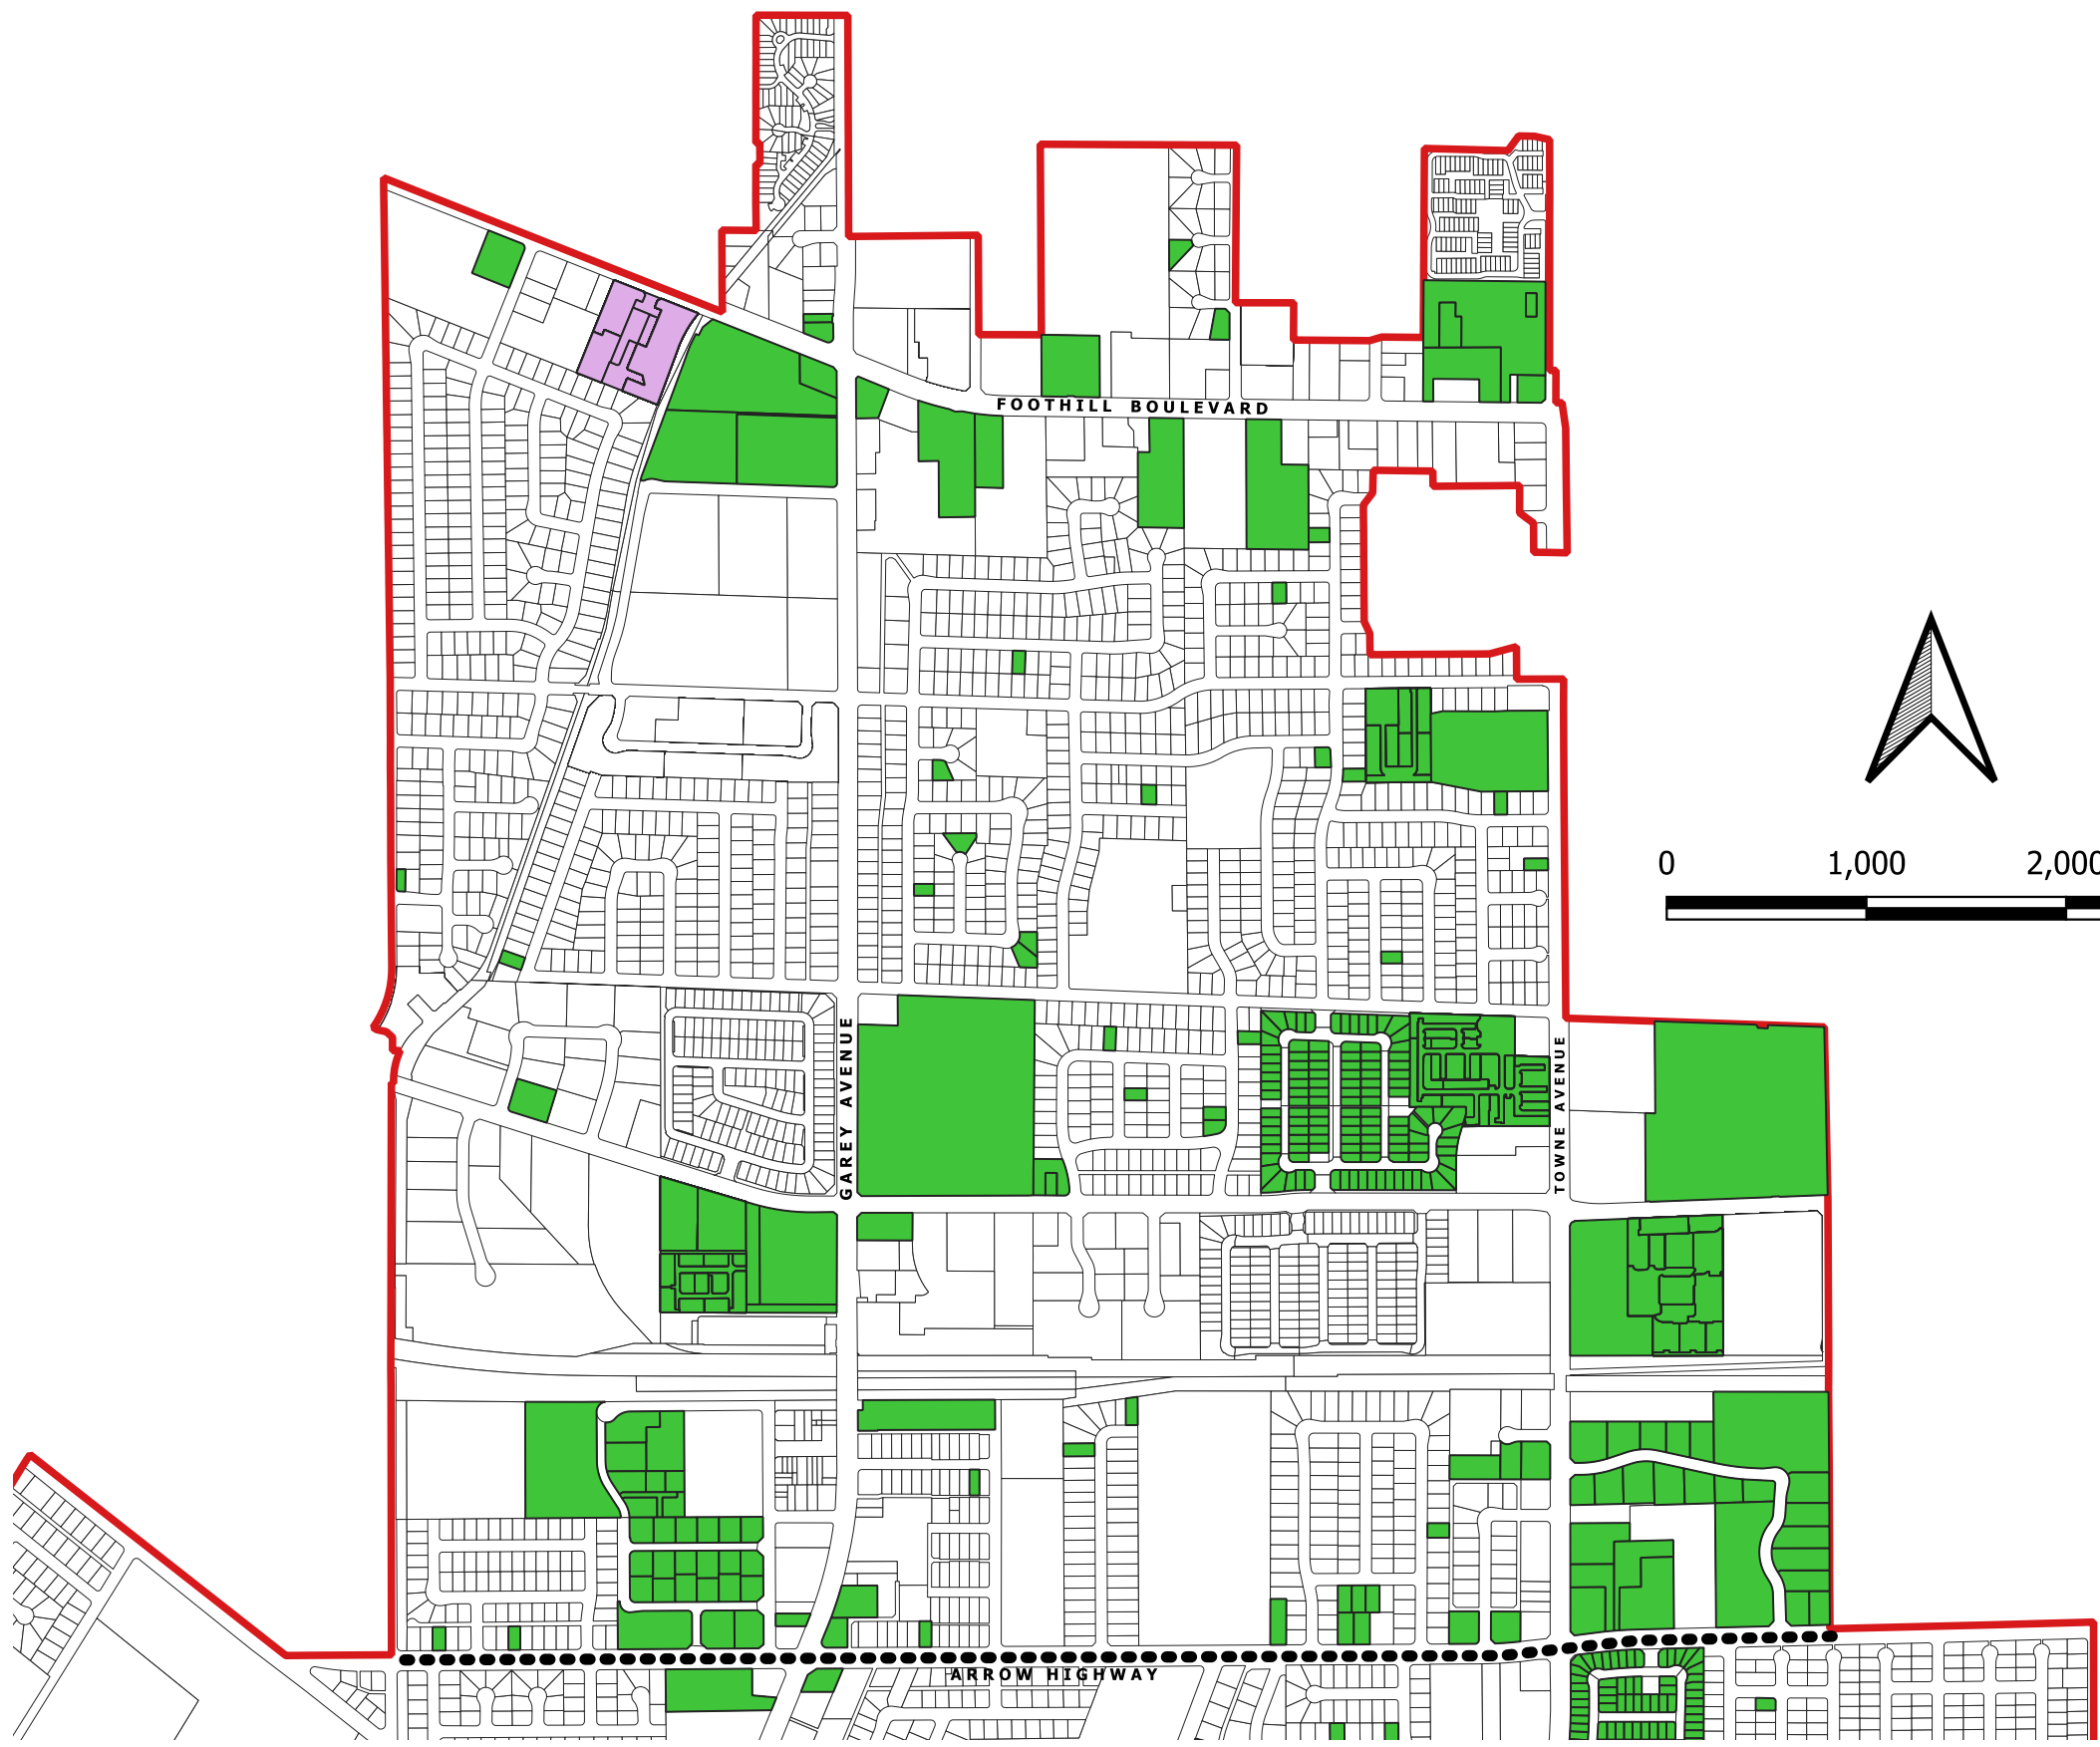 FOOTHILL BOULEVARD
0 1,000 2,000
GAREY AVENUE
TOWNE AVENUE
ARROW HIGHWAY